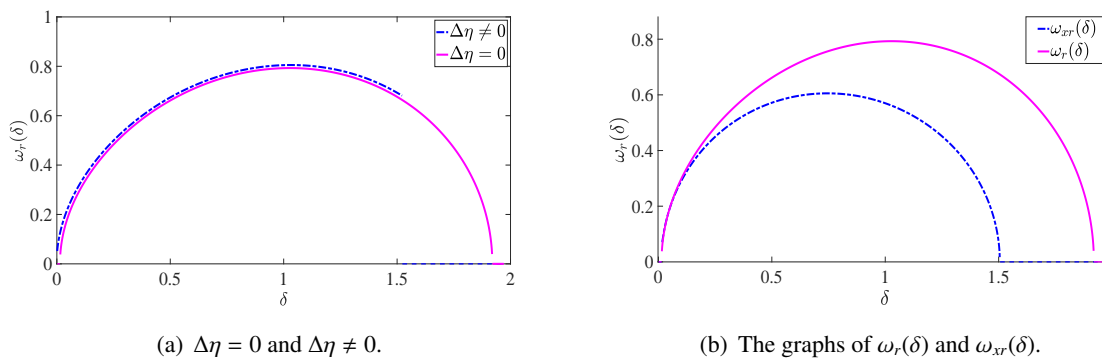 1
0.8
0.6
0.4
0.2
0
ωr(δ)
0 0.5 1 1.5 2
δ
Δη ≠ 0
Δη = 0
(a) Δη = 0 and Δη ≠ 0.
0.8
0.6
0.4
0.2
0
ωr(δ)
0 0.5 1 1.5
δ
ωxr(δ)
ωr(δ)
(b) The graphs of ωr(δ) and ωxr(δ).